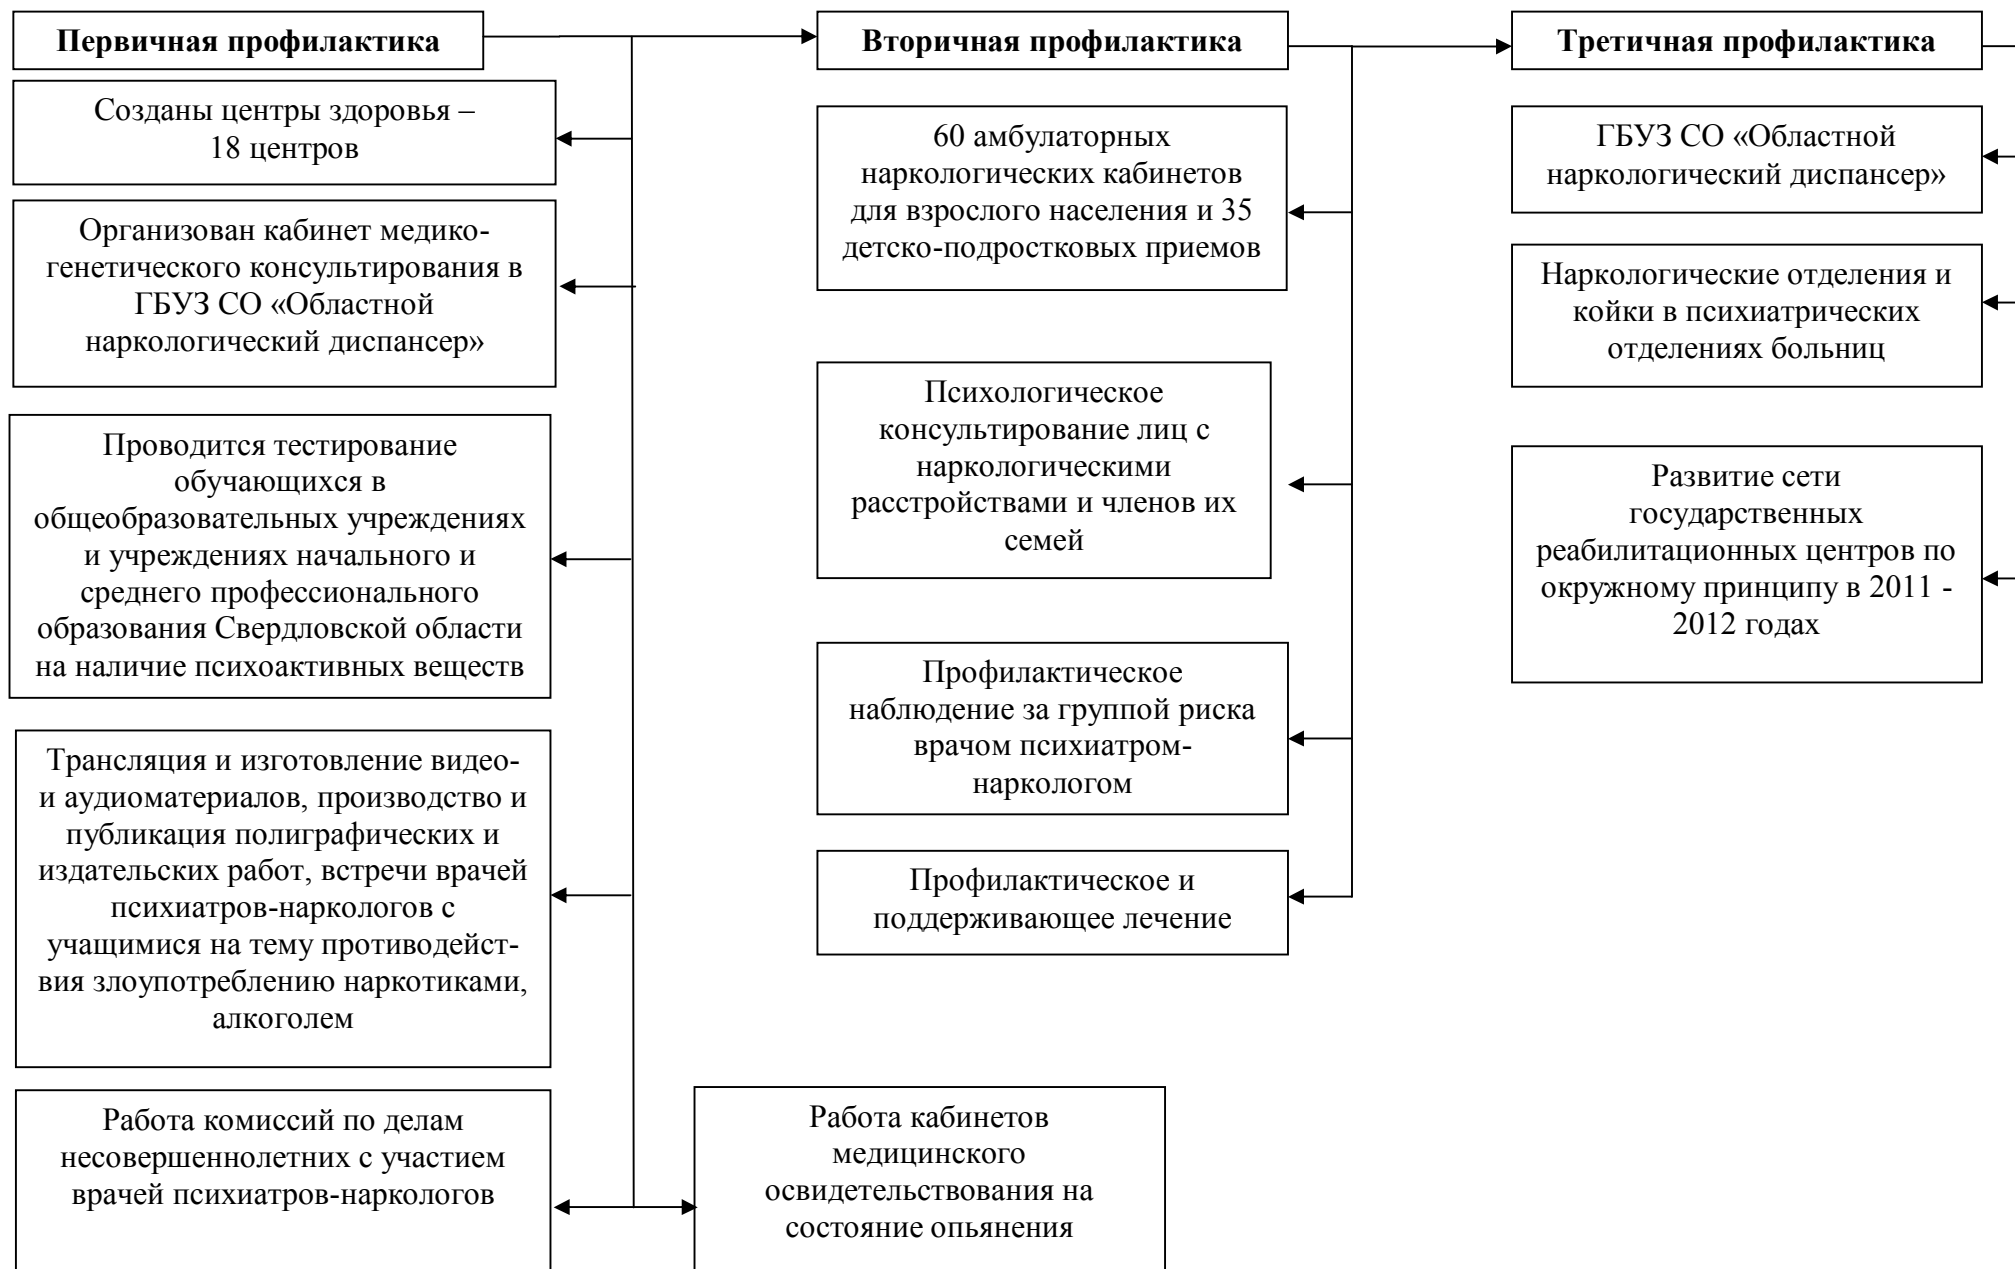 Первичная профилактика
Созданы центры здоровья –
18 центров
Организован кабинет медико-
генетического консультирования в
ГБУЗ СО «Областной
наркологический диспансер»
Проводится тестирование
обучающихся в
общеобразовательных учреждениях
и учреждениях начального и
среднего профессионального
образования Свердловской области
на наличие психоактивных веществ
Трансляция и изготовление видео-
и аудиоматериалов, производство и
публикация полиграфических и
издательских работ, встречи врачей
психиатров-наркологов с
учащимися на тему противодейст-
вия злоупотреблению наркотиками,
алкоголем
Работа комиссий по делам
несовершеннолетних с участием
врачей психиатров-наркологов
Работа кабинетов
медицинского
освидетельствования на
состояние опьянения
Вторичная профилактика
60 амбулаторных
наркологических кабинетов
для взрослого населения и 35
детско-подростковых приемов
Психологическое
консультирование лиц с
наркологическими
расстройствами и членов их
семей
Профилактическое
наблюдение за группой риска
врачом психиатром-
наркологом
Профилактическое и
поддерживающее лечение
Третичная профилактика
ГБУЗ СО «Областной
наркологический диспансер»
Наркологические отделения и
койки в психиатрических
отделениях больниц
Развитие сети
государственных
реабилитационных центров по
окружному принципу в 2011 -
2012 годах